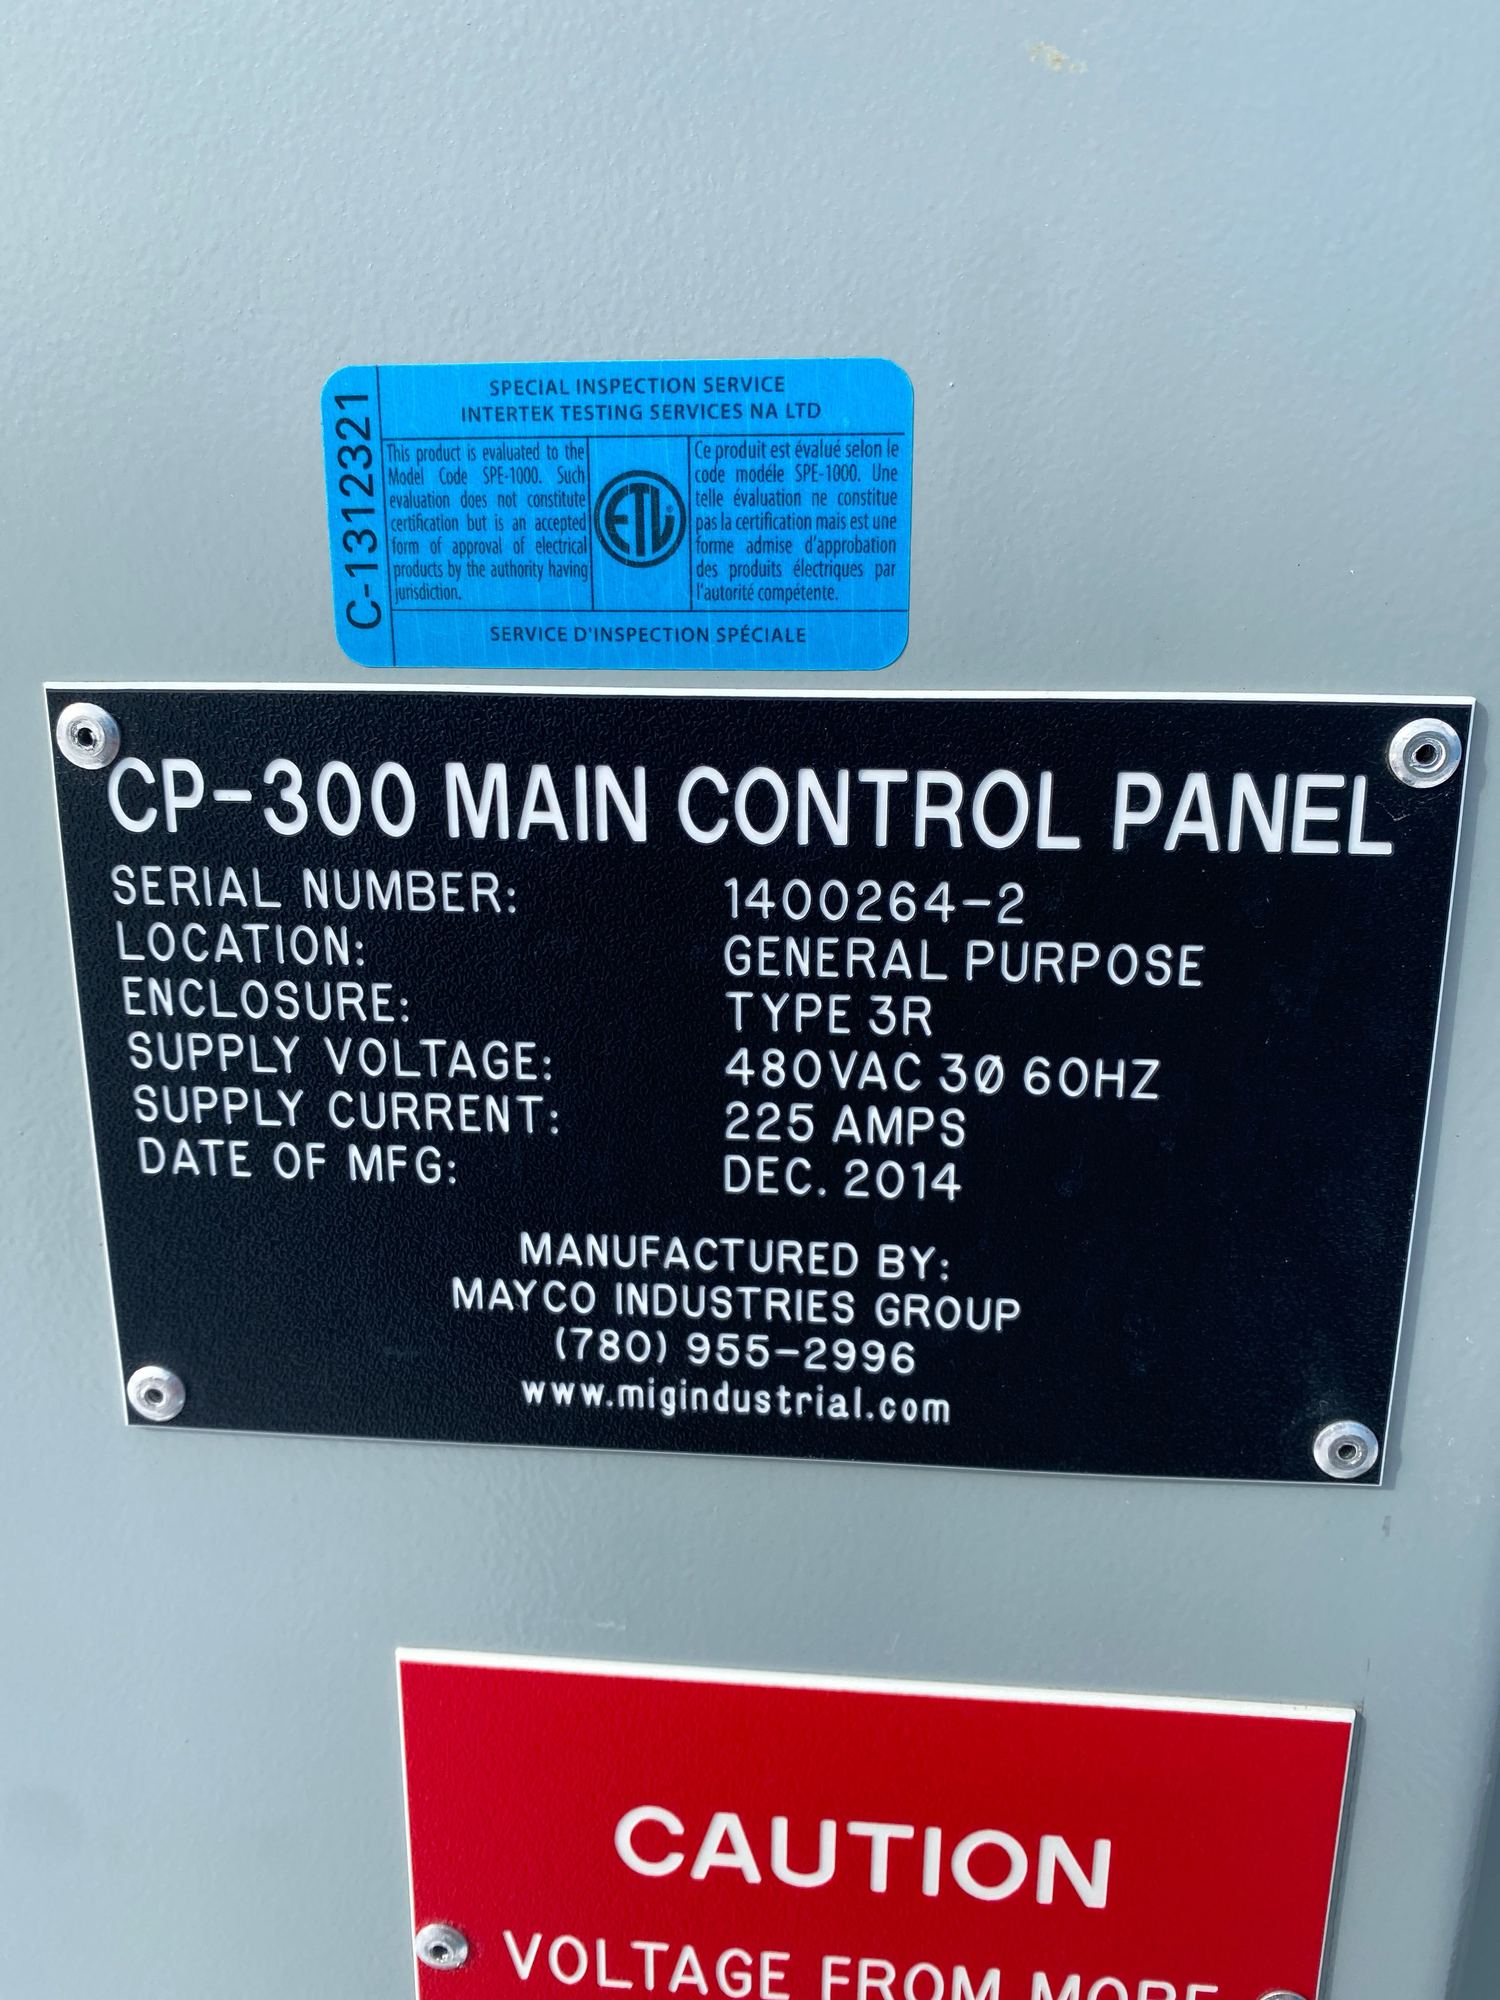 C-1312321
SPECIAL INSPECTION SERVICE
INTERTEK TESTING SERVICES NA LTD
This product is evaluated to the
Model Code SPE-1000. Such
evaluation does not constitute
certification but is an accepted
form of approval of electrical
products by the authority having
jurisdiction.
ETL
Ce produit est évalué selon le
code modéle SPE-1000. Une
telle évaluation ne constitue
pas la certification mais est une
forme admise d'approbation
des produits électriques par
l'autorité compétente.
SERVICE D'INSPECTION SPÉCIALE
CP-300 MAIN CONTROL PANEL
SERIAL NUMBER: 1400264-2
LOCATION: GENERAL PURPOSE
ENCLOSURE: TYPE 3R
SUPPLY VOLTAGE: 480VAC 3Ø 60HZ
SUPPLY CURRENT: 225 AMPS
DATE OF MFG: DEC. 2014
MANUFACTURED BY:
MAYCO INDUSTRIES GROUP
(780) 955-2996
www.migindustrial.com
CAUTION
VOLTAGE FROM MORE